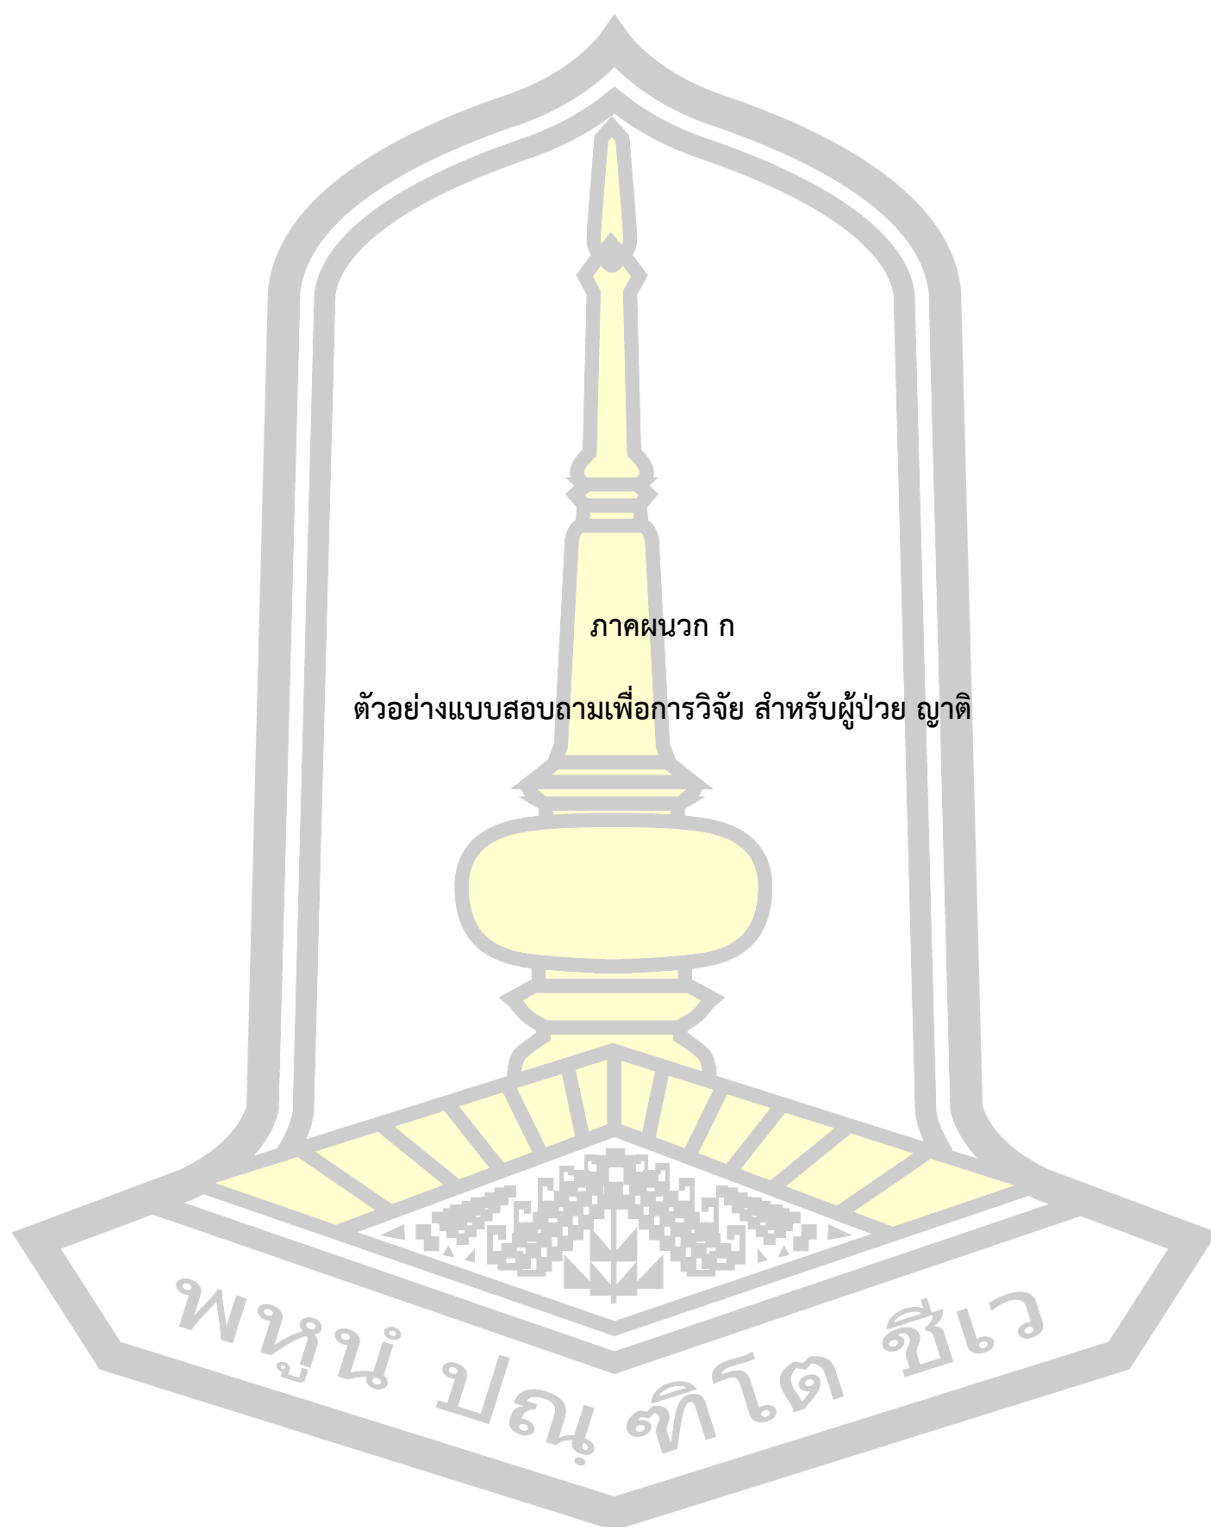 ภาคผนวก ก
ตัวอย่างแบบสอบถามเพื่อการวิจัย สำหรับผู้ป่วย ญาติ
พหูนํ ปณฺ ฑิโต ชีเว